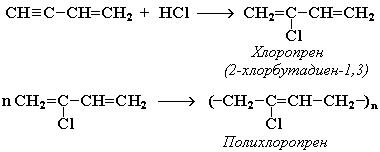 CH≡C–CH=CH₂ + HCl ⟶ CH₂=C–CH=CH₂
Cl
Хлоропрен
(2-хлорбутадиен-1,3)
n CH₂=C–CH=CH₂ ⟶ (–CH₂–C=CH–CH₂–)ₙ
Cl Cl
Полихлоропрен